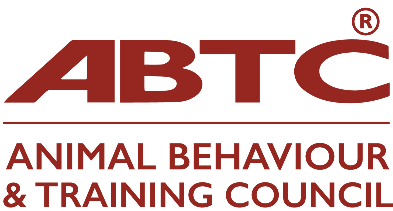 ABTC®
ANIMAL BEHAVIOUR
& TRAINING COUNCIL